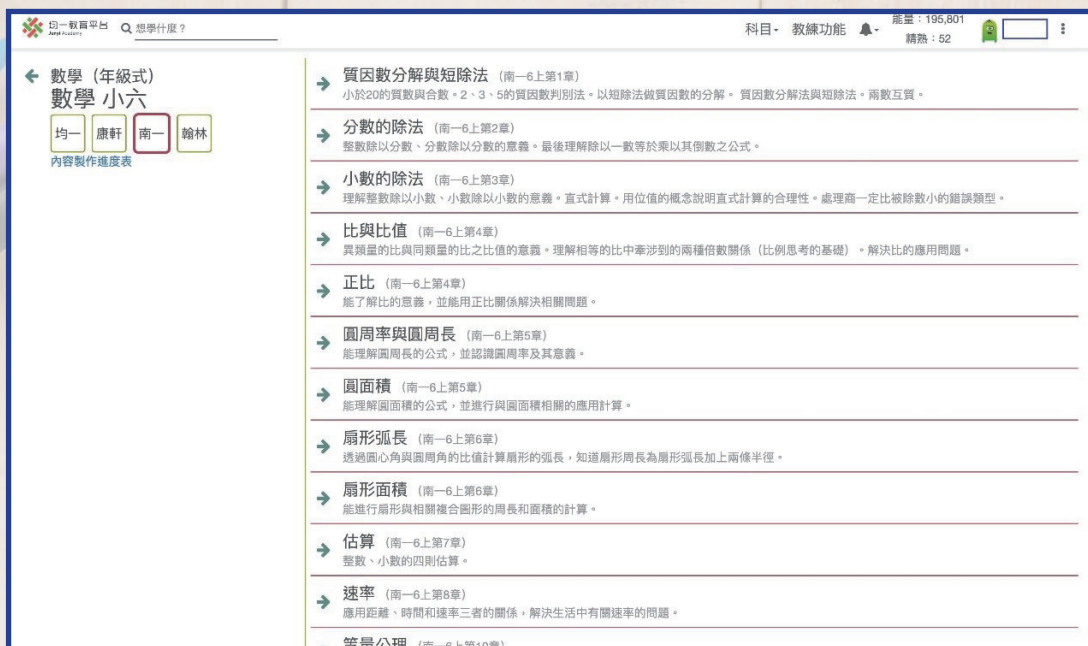 均一教育平台
Junyi Academy
想學什麼？
科目
教練功能
能量：195,801
精熟：52
數學（年級式）
數學 小六
均一
康軒
南一
翰林
內容製作進度表
質因數分解與短除法（南一6上第1章）
小於20的質數與合數。2、3、5的質因數判別法。以短除法做質因數的分解。 質因數分解法與短除法。兩數互質。
分數的除法（南一6上第2章）
整數除以分數、分數除以分數的意義。最後理解除以一數等於乘以其倒數之公式。
小數的除法（南一6上第3章）
理解整數除以小數、小數除以小數的意義。直式計算。用位值的概念說明直式計算的合理性。處理商一定比被除數小的錯誤類型。
比與比值（南一6上第4章）
異類量的比與同類量的比之比值的意義。理解相等的比中牽涉到的兩種倍數關係（比例思考的基礎）。解決比的應用問題。
正比（南一6上第4章）
能了解比的意義，並能用正比關係解決相關問題。
圓周率與圓周長（南一6上第5章）
能理解圓周長的公式，並認識圓周率及其意義。
圓面積（南一6上第5章）
能理解圓面積的公式，並進行與圓面積相關的應用計算。
扇形弧長（南一6上第6章）
透過圓心角與圓周角的比值計算扇形的弧長，知道扇形周長為扇形弧長加上兩條半徑。
扇形面積（南一6上第6章）
能進行扇形與相關複合圖形的周長和面積的計算。
估算（南一6上第7章）
整數、小數的四則估算。
速率（南一6上第8章）
應用距離、時間和速率三者的關係，解決生活中有關速率的問題。
等量公理（南一6上第10章）